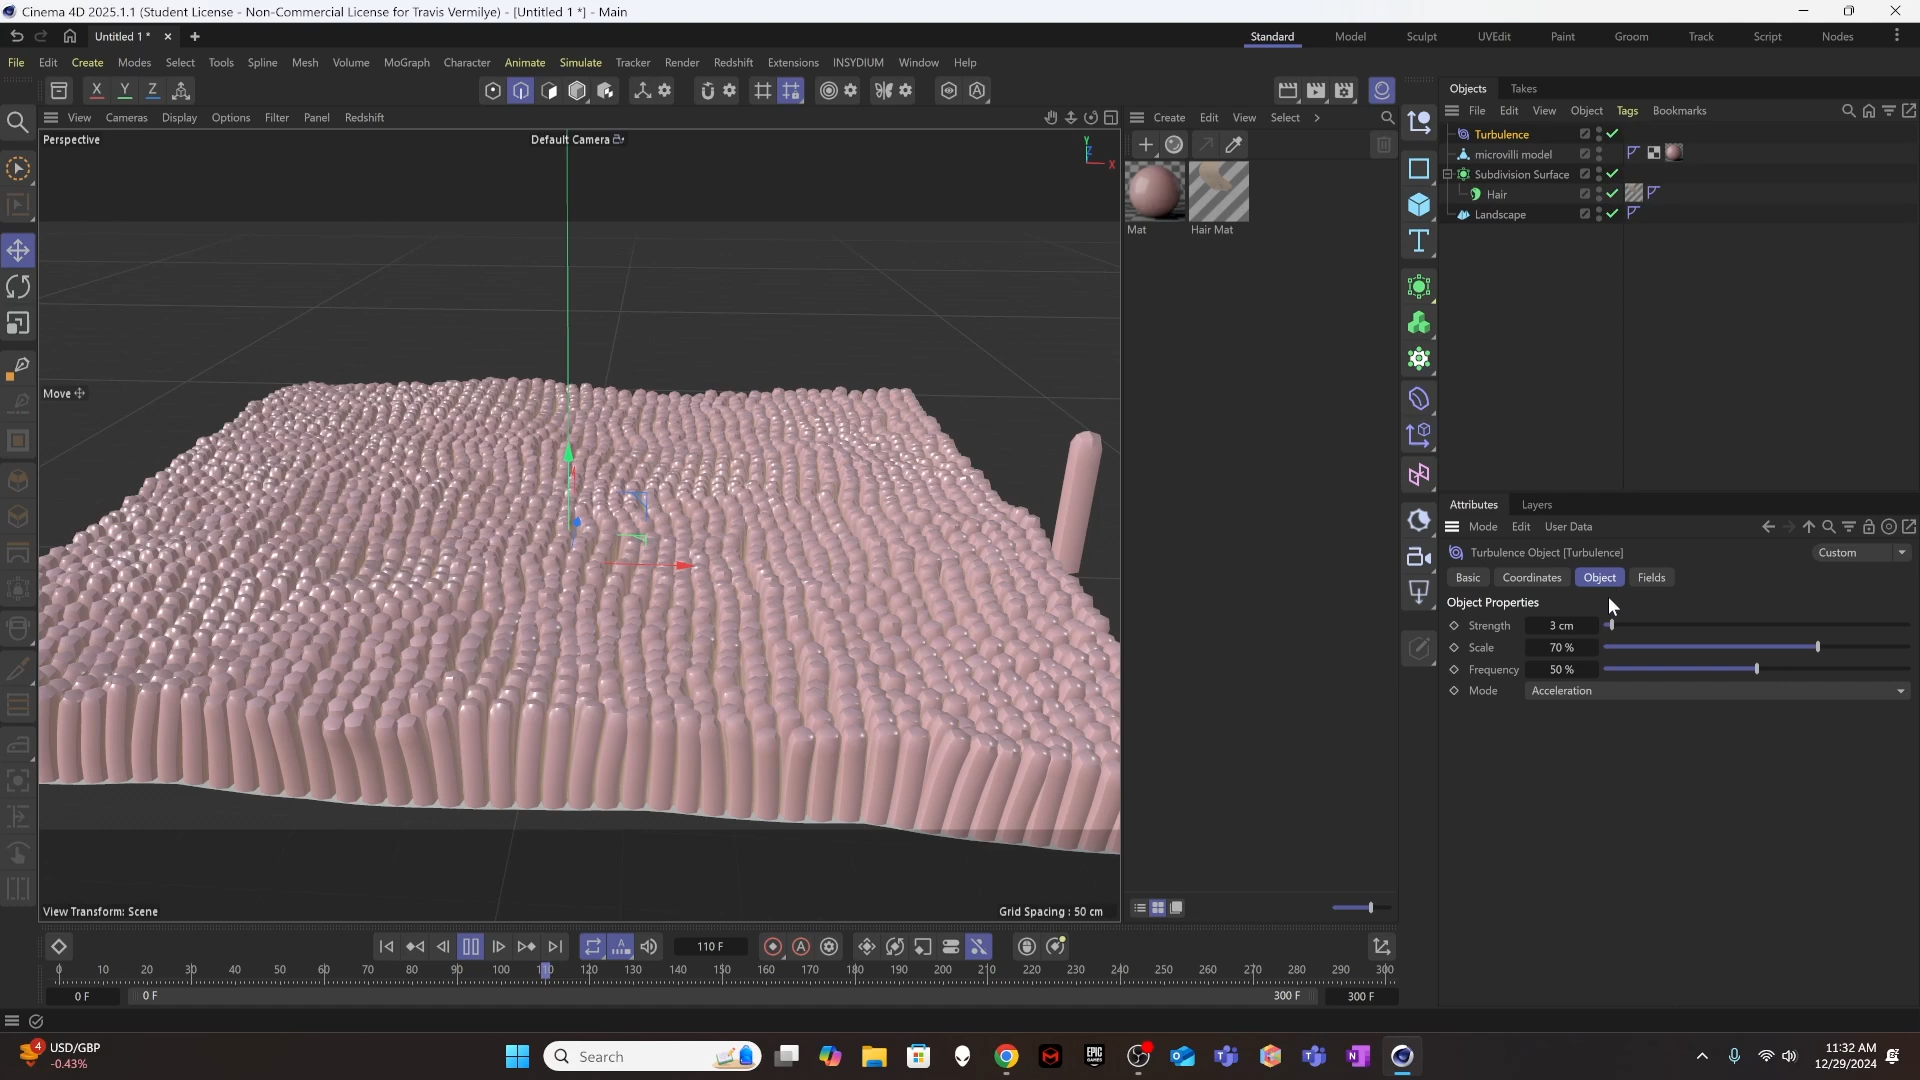 Cinema 4D 2025.1.1 (Student License - Non-Commercial License for Travis Vermilye) - [Untitled 1 *] - Main
Untitled 1 *
Standard
Model
Sculpt
UVEdit
Paint
Groom
Track
Script
Nodes
File
Edit
Create
Modes
Select
Tools
Spline
Mesh
Volume
MoGraph
Character
Animate
Simulate
Tracker
Render
Redshift
Extensions
INSYDIUM
Window
Help
X
Y
Z
Objects
Takes
View
Cameras
Display
Options
Filter
Panel
Redshift
Create
Edit
View
Select
File
Edit
View
Object
Tags
Bookmarks
Perspective
Default Camera
Y
Z
X
Turbulence
microvilli model
Subdivision Surface
Hair
Landscape
Mat
Hair Mat
Move
Attributes
Layers
Mode
Edit
User Data
Turbulence Object [Turbulence]
Custom
Basic
Coordinates
Object
Fields
Object Properties
Strength
3 cm
Scale
70 %
Frequency
50 %
Mode
Acceleration
View Transform: Scene
Grid Spacing : 50 cm
110 F
0
10
20
30
40
50
60
70
80
90
100
110
120
130
140
150
160
170
180
190
200
210
220
230
240
250
260
270
280
290
300
0 F
0 F
300 F
300 F
4
USD/GBP
-0.43%
Search
EPIC
GAMES
11:32 AM
12/29/2024